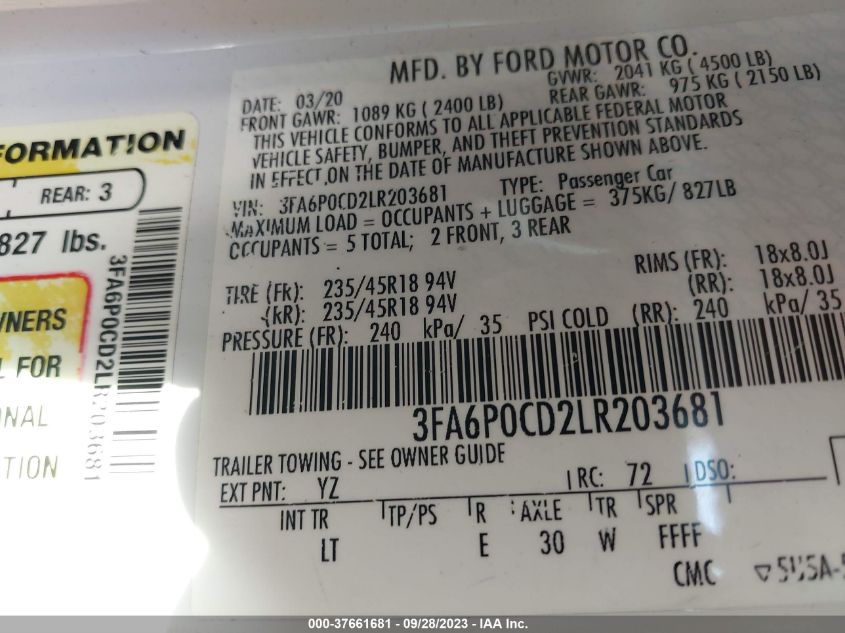 FORMATION
REAR: 3
827 lbs.
3FA6P0CD2LR203681
WNERS
L FOR
ONAL
TION
MFD. BY FORD MOTOR CO.
DATE: 03/20 GVWR: 2041 KG ( 4500 LB)
FRONT GAWR: 1089 KG ( 2400 LB) REAR GAWR: 975 KG ( 2150 LB)
THIS VEHICLE CONFORMS TO ALL APPLICABLE FEDERAL MOTOR
VEHICLE SAFETY, BUMPER, AND THEFT PREVENTION STANDARDS
IN EFFECT ON THE DATE OF MANUFACTURE SHOWN ABOVE.
VIN: 3FA6P0CD2LR203681 TYPE: Passenger Car
MAXIMUM LOAD = OCCUPANTS + LUGGAGE = 375KG/ 827LB
OCCUPANTS = 5 TOTAL; 2 FRONT, 3 REAR
TIRE (FR): 235/45R18 94V RIMS (FR): 18x8.0J
(RR): 235/45R18 94V (RR): 18x8.0J
PRESSURE (FR): 240 kPa/ 35 PSI COLD (RR): 240 kPa/ 35
3FA6P0CD2LR203681
TRAILER TOWING - SEE OWNER GUIDE
EXT PNT: YZ RC: 72 DSO:
INT TR TP/PS R AXLE TR SPR
LT E 30 W FFFF
CMC
000-37661681 - 09/28/2023 - IAA Inc.